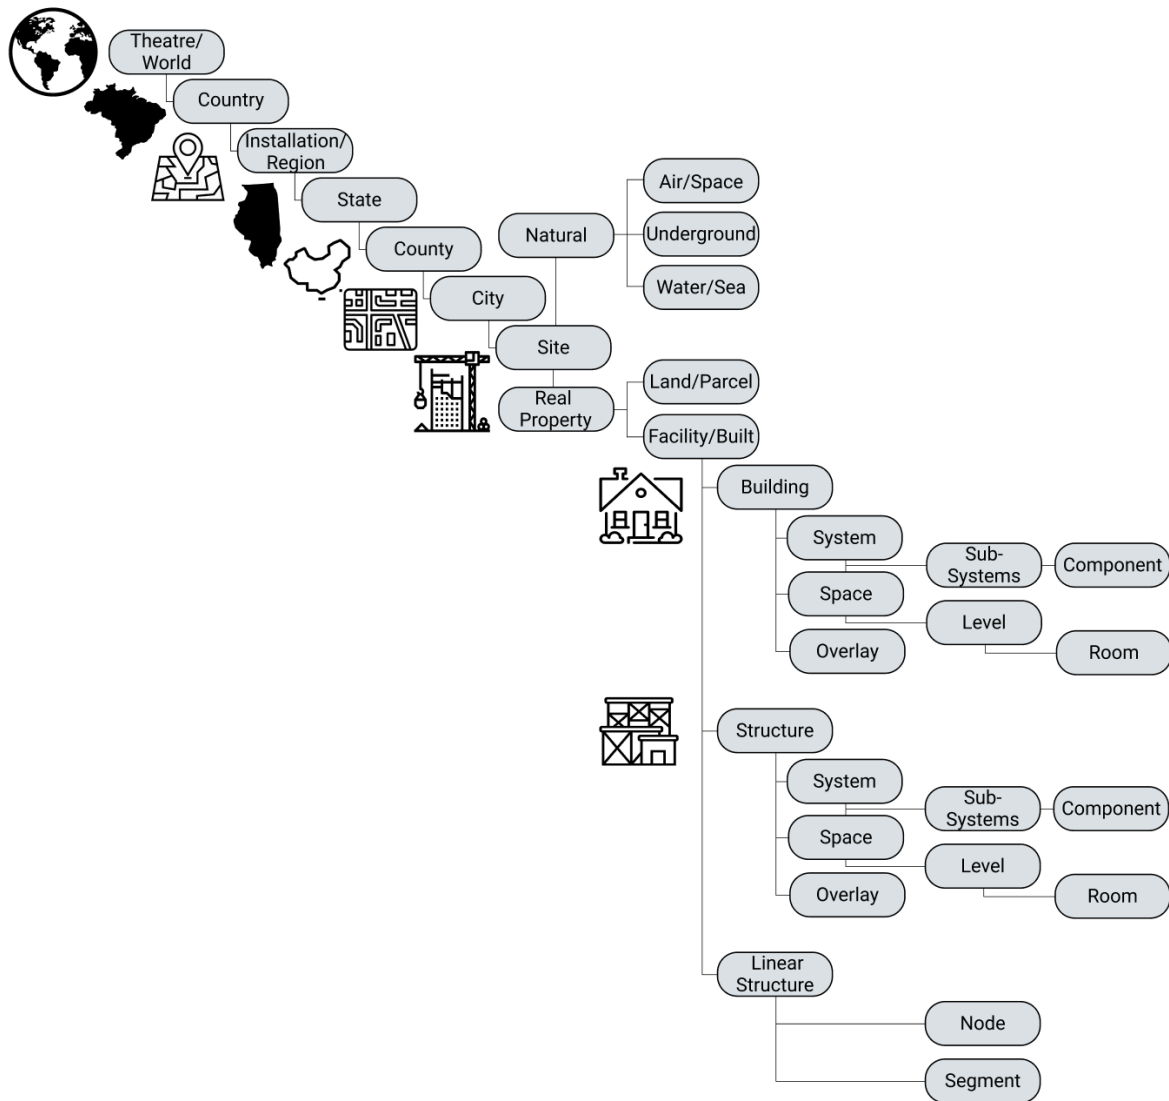 Theatre/
World
Country
Installation/
Region
State
County
City
Site
Natural
Air/Space
Underground
Water/Sea
Real
Property
Land/Parcel
Facility/Built
Building
System
Sub-
Systems
Component
Space
Level
Room
Overlay
Structure
System
Sub-
Systems
Component
Space
Level
Room
Overlay
Linear
Structure
Node
Segment